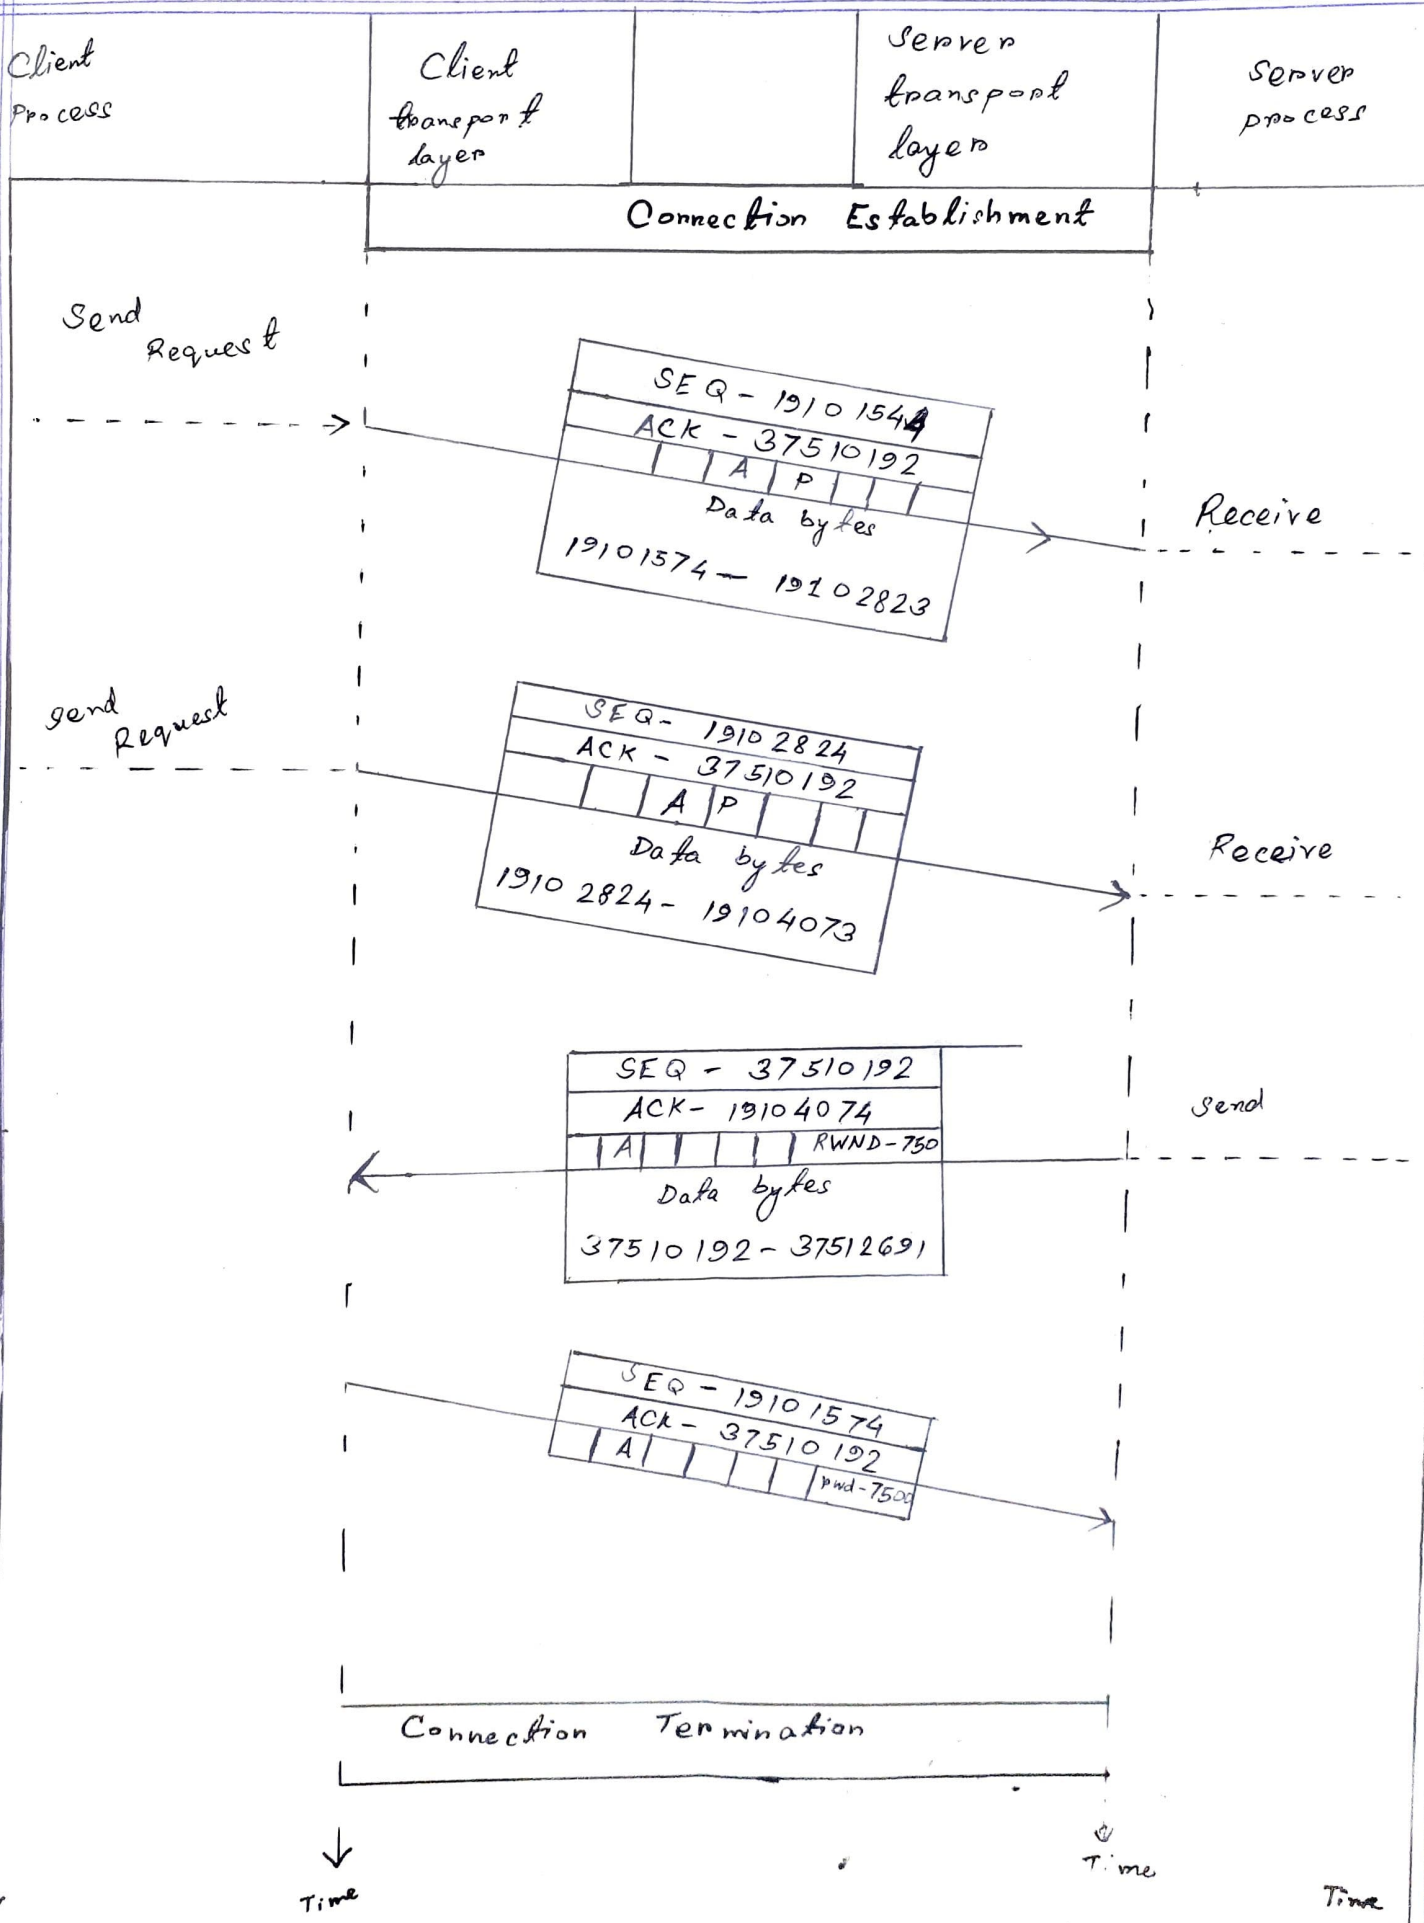 Client
Process
Client
transport
layer
Server
transport
layer
Server
process
Connection Establishment
Send
Request
SEQ - 19101544
ACK - 37510192
A P
Data bytes
19101574 - 19102823
Receive
Send
Request
SEQ - 19102824
ACK - 37510192
A P
Data bytes
19102824 - 19104073
Receive
SEQ - 37510192
ACK - 19104074
A RWND-750
Data bytes
37510192 - 37512691
Send
SEQ - 19101574
ACK - 37510192
A rwd-7500
Connection Termination
Time
Time
Time